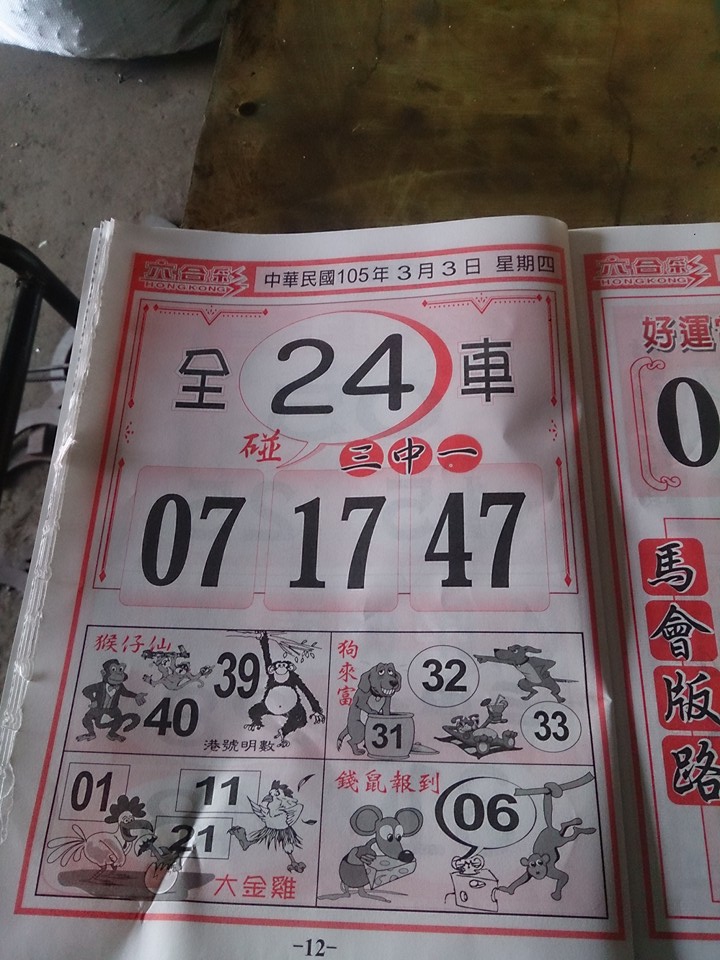 六合彩
HONGKONG
中華民國105年3月3日 星期四
全 24 車
碰 三中一
07 17 47
猴仔仙
39
40
港號明數
狗來富
32
31
33
01
11
21
大金雞
錢鼠報到
06
-12-
六合彩
HONGKONG
好運
0
馬會版路